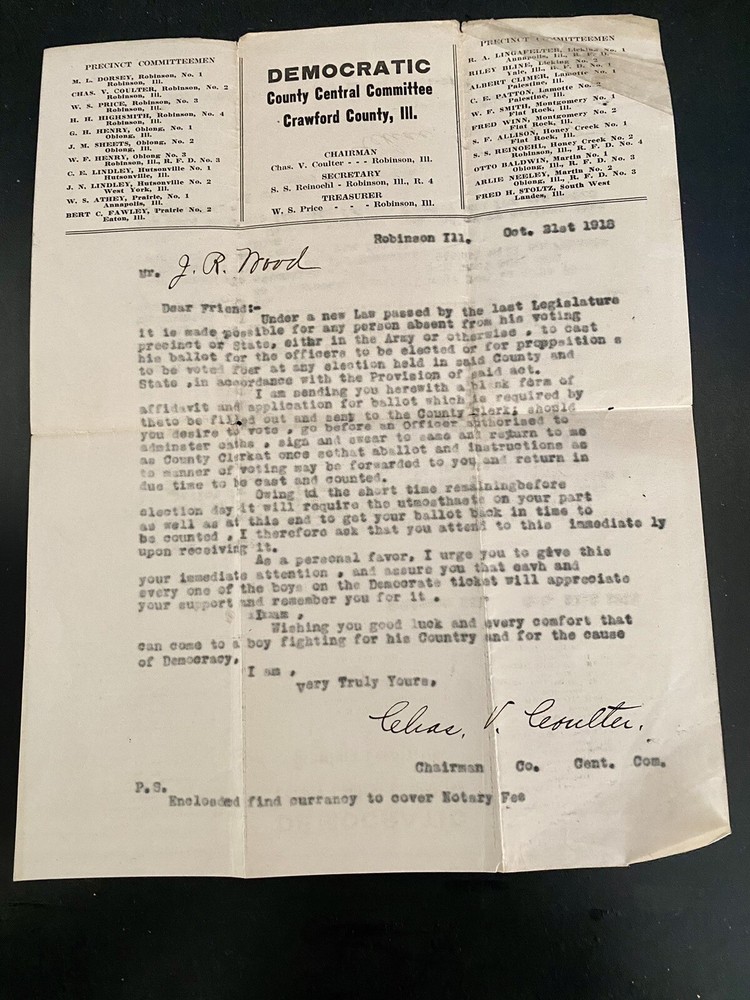 PRECINCT COMMITTEEMEN
M. L. DORSEY, Robinson, No. 1
Robinson, Ill.
CHAS. V. COULTER, Robinson, No. 2
Robinson, Ill.
W. S. PRICE, Robinson, No. 3
Robinson, Ill.
H. H. HIGHSMITH, Robinson, No. 4
Robinson, Ill.
G. H. HENRY, Oblong, No. 1
Oblong, Ill.
J. M. SHEETS, Oblong, No. 2
Oblong, Ill.
W. F. HENRY, Oblong No. 3
Robinson, Ill., R. F. D. No. 3
C. E. LINDLEY, Hutsonville No. 1
Hutsonville, Ill.
J. N. LINDLEY, Hutsonville No. 2
West York, Ill.
W. S. ATHEY, Prairie, No. 1
Annapolis, Ill.
BERT C. FAWLEY, Prairie No. 2
Eaton, Ill.
DEMOCRATIC
County Central Committee
Crawford County, Ill.
CHAIRMAN
Chas. V. Coulter - - - Robinson, Ill.
SECRETARY
S. S. Reinoehl - Robinson, Ill., R. 4
TREASURER
W. S. Price - - - Robinson, Ill.
PRECINCT COMMITTEEMEN
R. A. LINGAFELTER, Licking No. 1
Annapolis, Ill., R. F. D.
RILEY BLINE, Licking No. 2
Yale, Ill., R. F. D. No. 1
ALBERT CLIMER, Lamotte No. 1
Palestine, Ill.
C. E. PATTON, Lamotte No. 2
Palestine, Ill.
W. F. SMITH, Montgomery No. 1
Flat Rock, Ill.
FRED WINN, Montgomery No. 2
Flat Rock, Ill.
S. F. ALLISON, Honey Creek No. 1
Flat Rock, Ill.
S. S. REINOEHL, Honey Creek No. 2
Robinson, Ill., R. F. D. No. 4
OTTO BALDWIN, Martin No. 1
Oblong, Ill., R. F. D. No. 3
ARLIE NEELEY, Martin No. 2
Oblong, Ill., R. F. D. No. 3
FRED H. STOLTZ, South West
Landes, Ill.
Robinson Ill. Oct. 21st 1918
Mr. J. R. Wood
Dear Friend:-
Under a new Law passed by the last Legislature
it is made possible for any person absent from his voting
precinct or State, eithr in the Army or otherwise , to cast
his ballot for the officers to be elected or for proppsition s
to be voted foer at any election held in said County and
State ,in accordance with the Provision of said act.
I am sending you herewith a blank form of
affidavit and application for ballot which is required by
theto be filled out and sent to the County Clerk; should
you desire to vote , go before an Officer authorised to
adminster oaths , sign and swear to same and return to me
as County Clerkat once sothat aballot and instructions as
to manner of voting may be forwarded to you and return in
due time to be cast and counted.
Owing to the short time remainingbefore
election day it will require the utmosthaste on your part
as well as at this end to get your ballot back in time to
be counted , I therefore ask that you attend to this immediate ly
upon receiving it.
As a personal favor, I urge you to give this
your immediate attention , and assure you that eavh and
every one of the boys on the Democrate ticket will appreciate
your support and remember you for it .
Wishing you good luck and every comfort that
can come to a boy fighting for his Country and for the cause
of Democracy,
I am ,
Very Truly Yours,
Chas. V. Coulter.
Chairman Co. Cent. Com.
P.S.
Encloded find currancy to cover Notary Fee